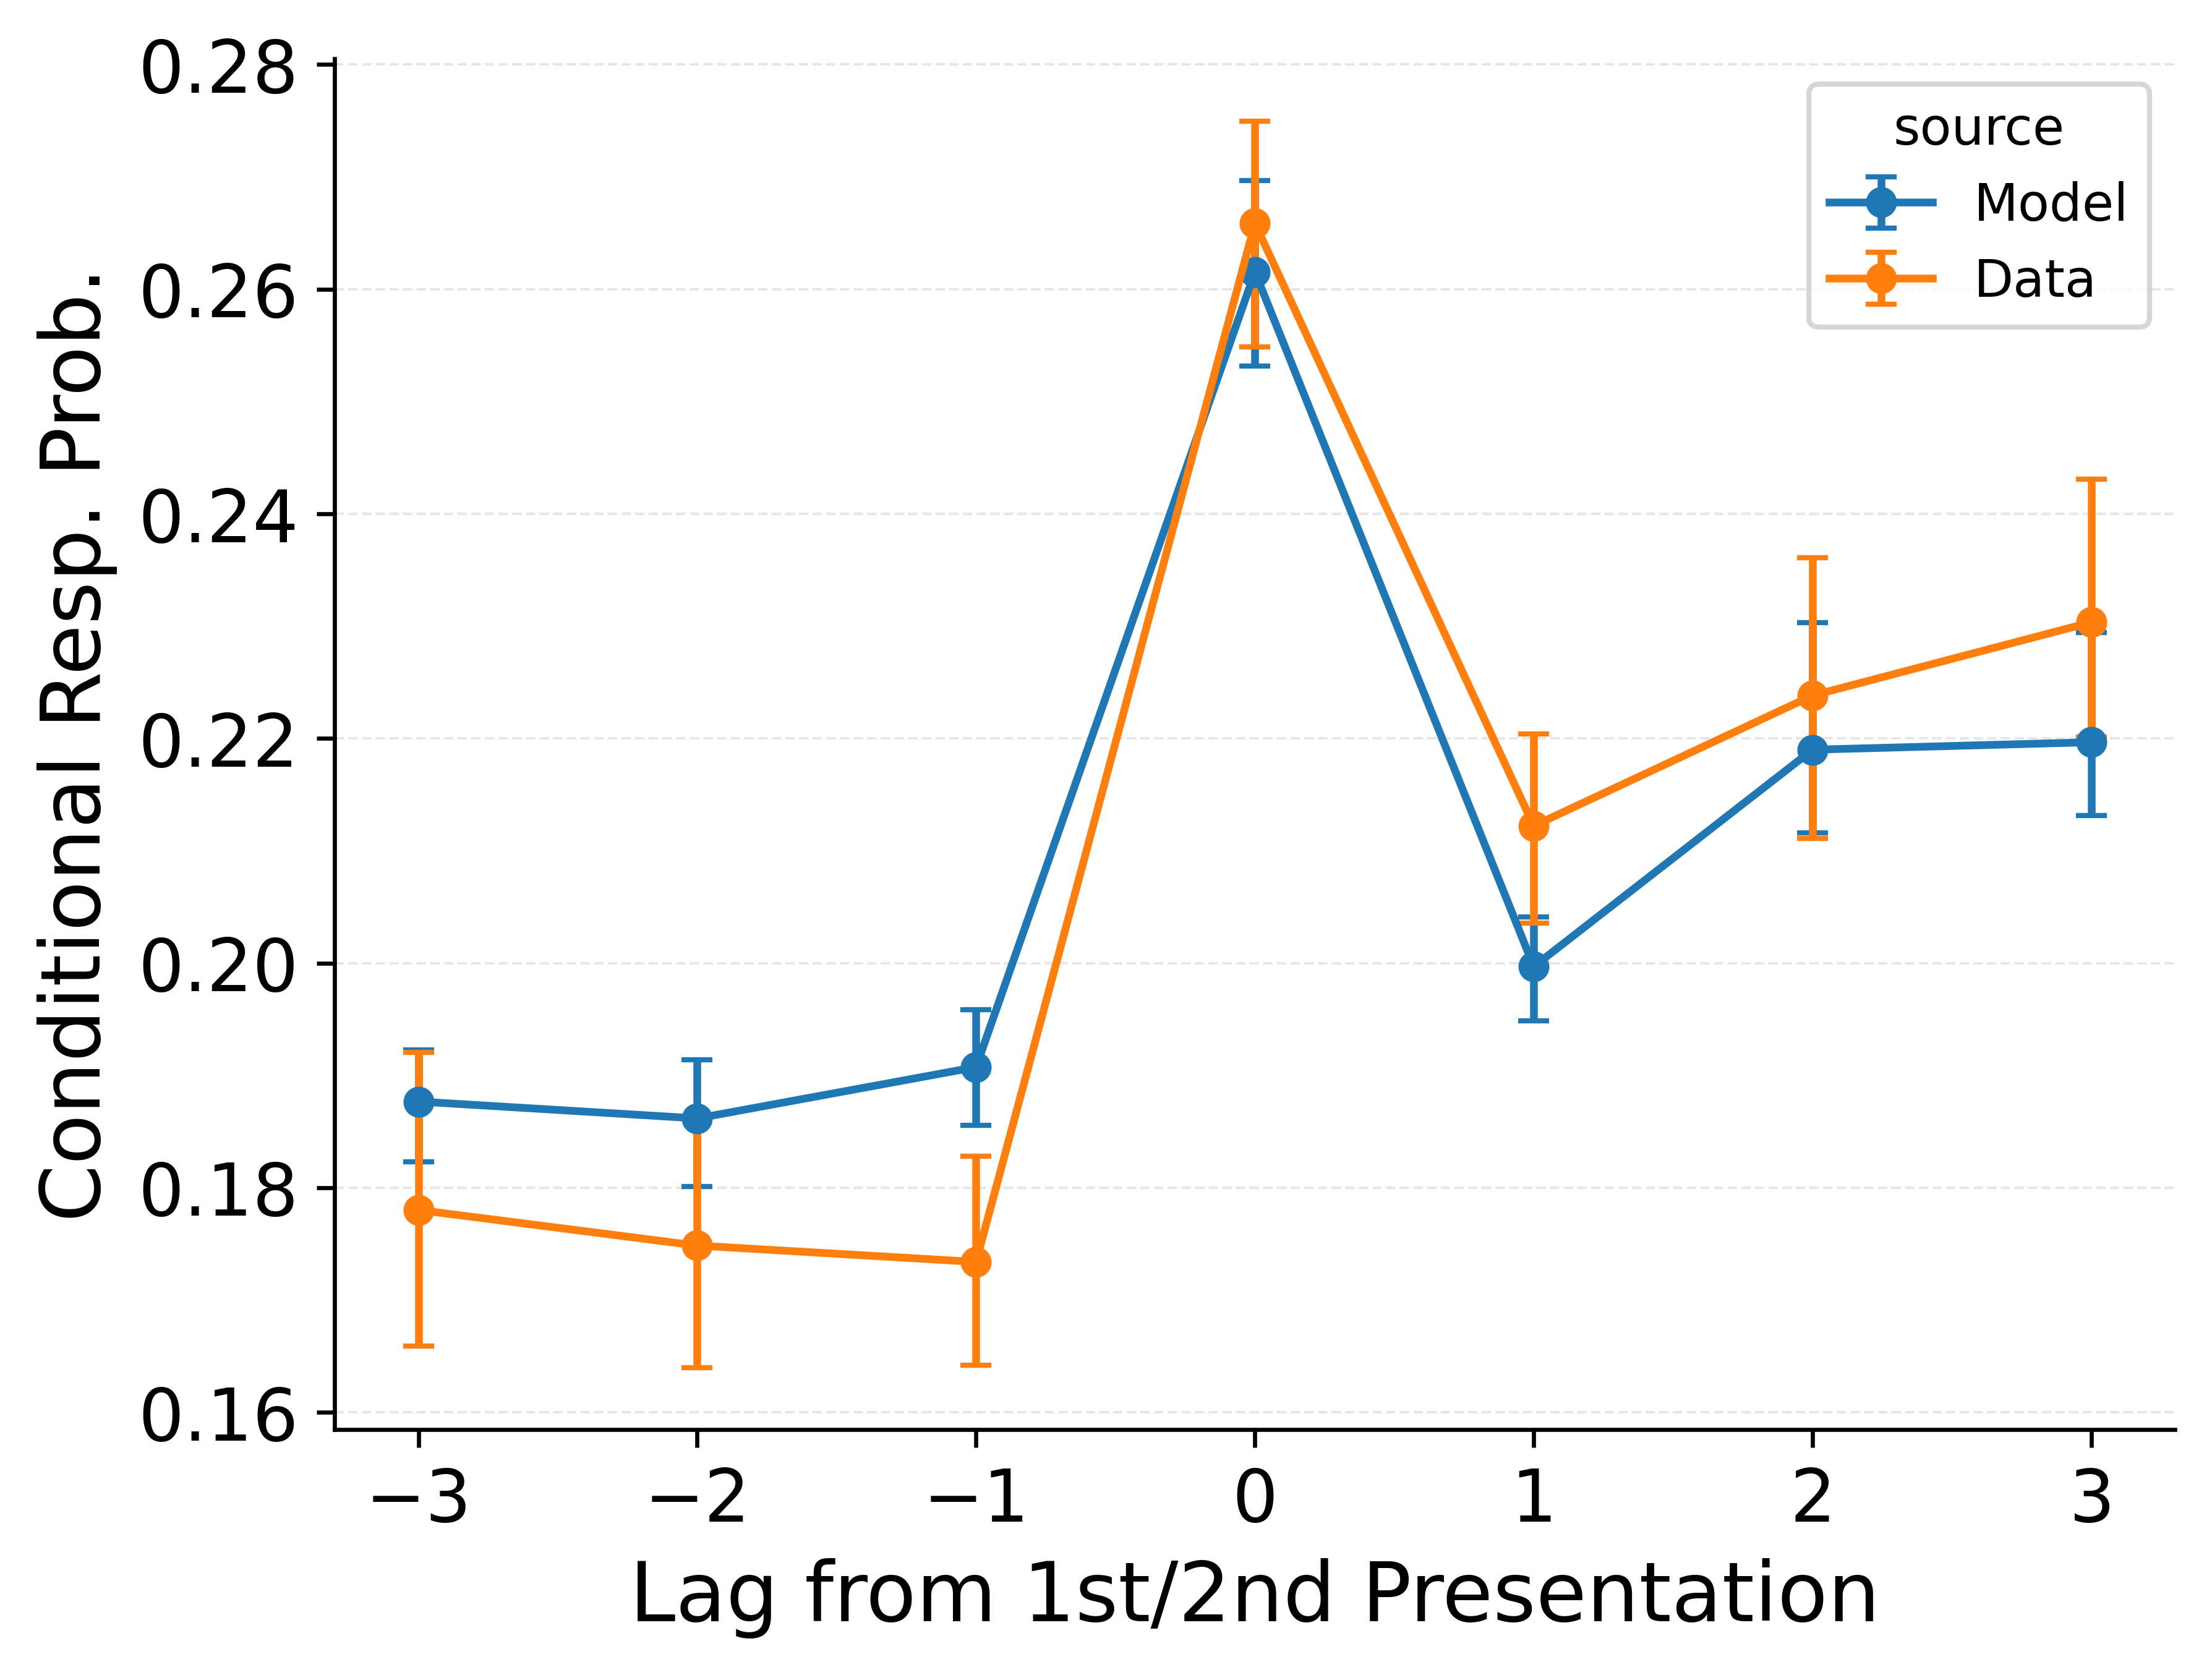 0.28
0.26
0.24
0.22
0.20
0.18
0.16
Conditional Resp. Prob.
source
Model
Data
−3 −2 −1 0 1 2 3
Lag from 1st/2nd Presentation